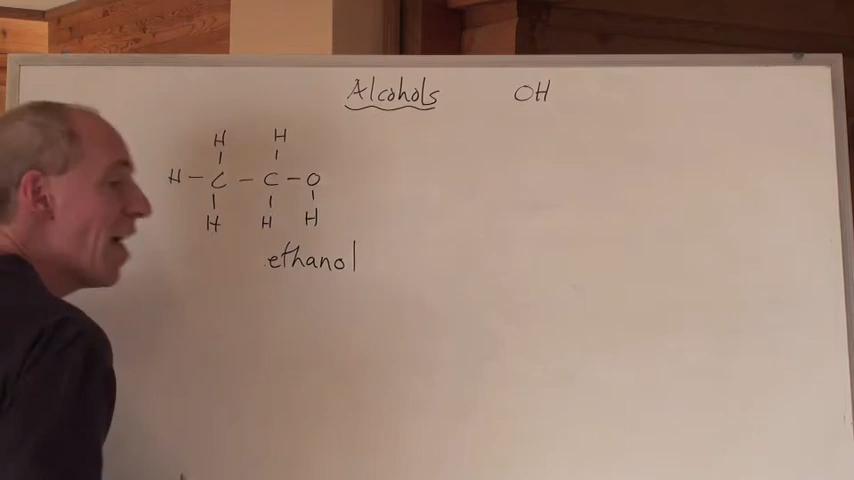 Alcohols OH
H H
H - C - C - O
H H H
ethanol